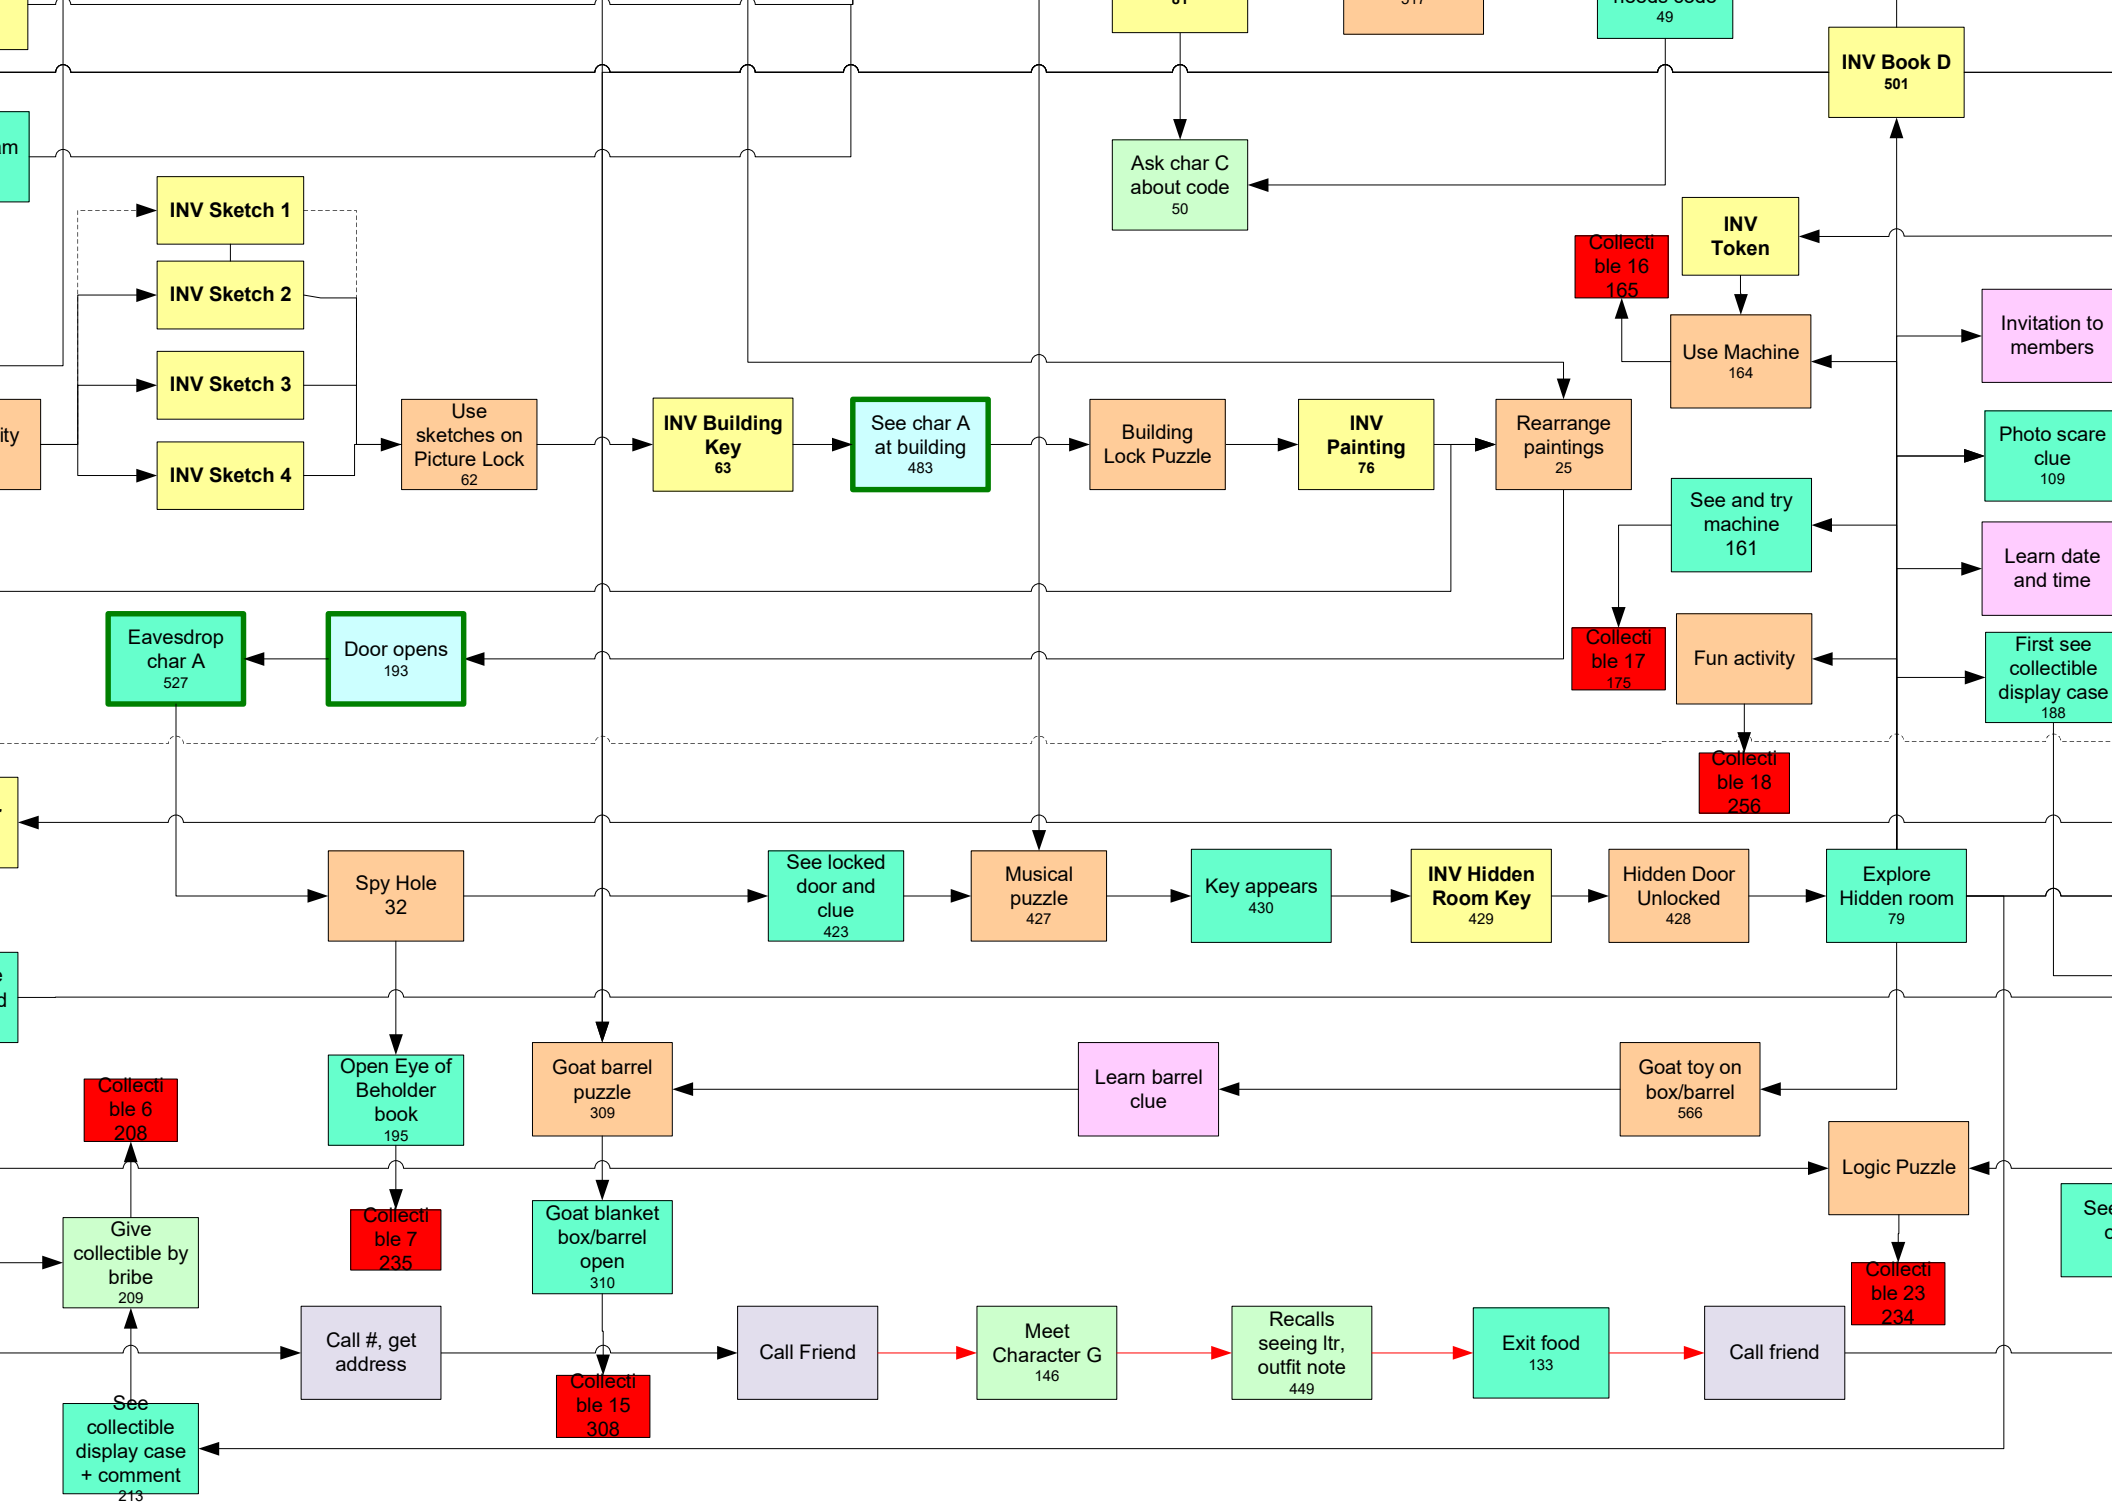 81
517
needs code
49
INV Book D
501
am
Ask char C
about code
50
INV Sketch 1
INV Sketch 2
INV Sketch 3
INV Sketch 4
INV
Token
Collecti
ble 16
165
Use Machine
164
Invitation to
members
ity
Use
sketches on
Picture Lock
62
INV Building
Key
63
See char A
at building
483
Building
Lock Puzzle
INV
Painting
76
Rearrange
paintings
25
Photo scare
clue
109
See and try
machine
161
Learn date
and time
Eavesdrop
char A
527
Door opens
193
Collecti
ble 17
175
Fun activity
First see
collectible
display case
188
Collecti
ble 18
256
Spy Hole
32
See locked
door and
clue
423
Musical
puzzle
427
Key appears
430
INV Hidden
Room Key
429
Hidden Door
Unlocked
428
Explore
Hidden room
79
e
d
Open Eye of
Beholder
book
195
Goat barrel
puzzle
309
Learn barrel
clue
Goat toy on
box/barrel
566
Collecti
ble 6
208
Logic Puzzle
Give
collectible by
bribe
209
Collecti
ble 7
235
Goat blanket
box/barrel
open
310
See
c
Collecti
ble 23
234
Call #, get
address
Call Friend
Meet
Character G
146
Recalls
seeing ltr,
outfit note
449
Exit food
133
Call friend
Collecti
ble 15
308
See
collectible
display case
+ comment
213